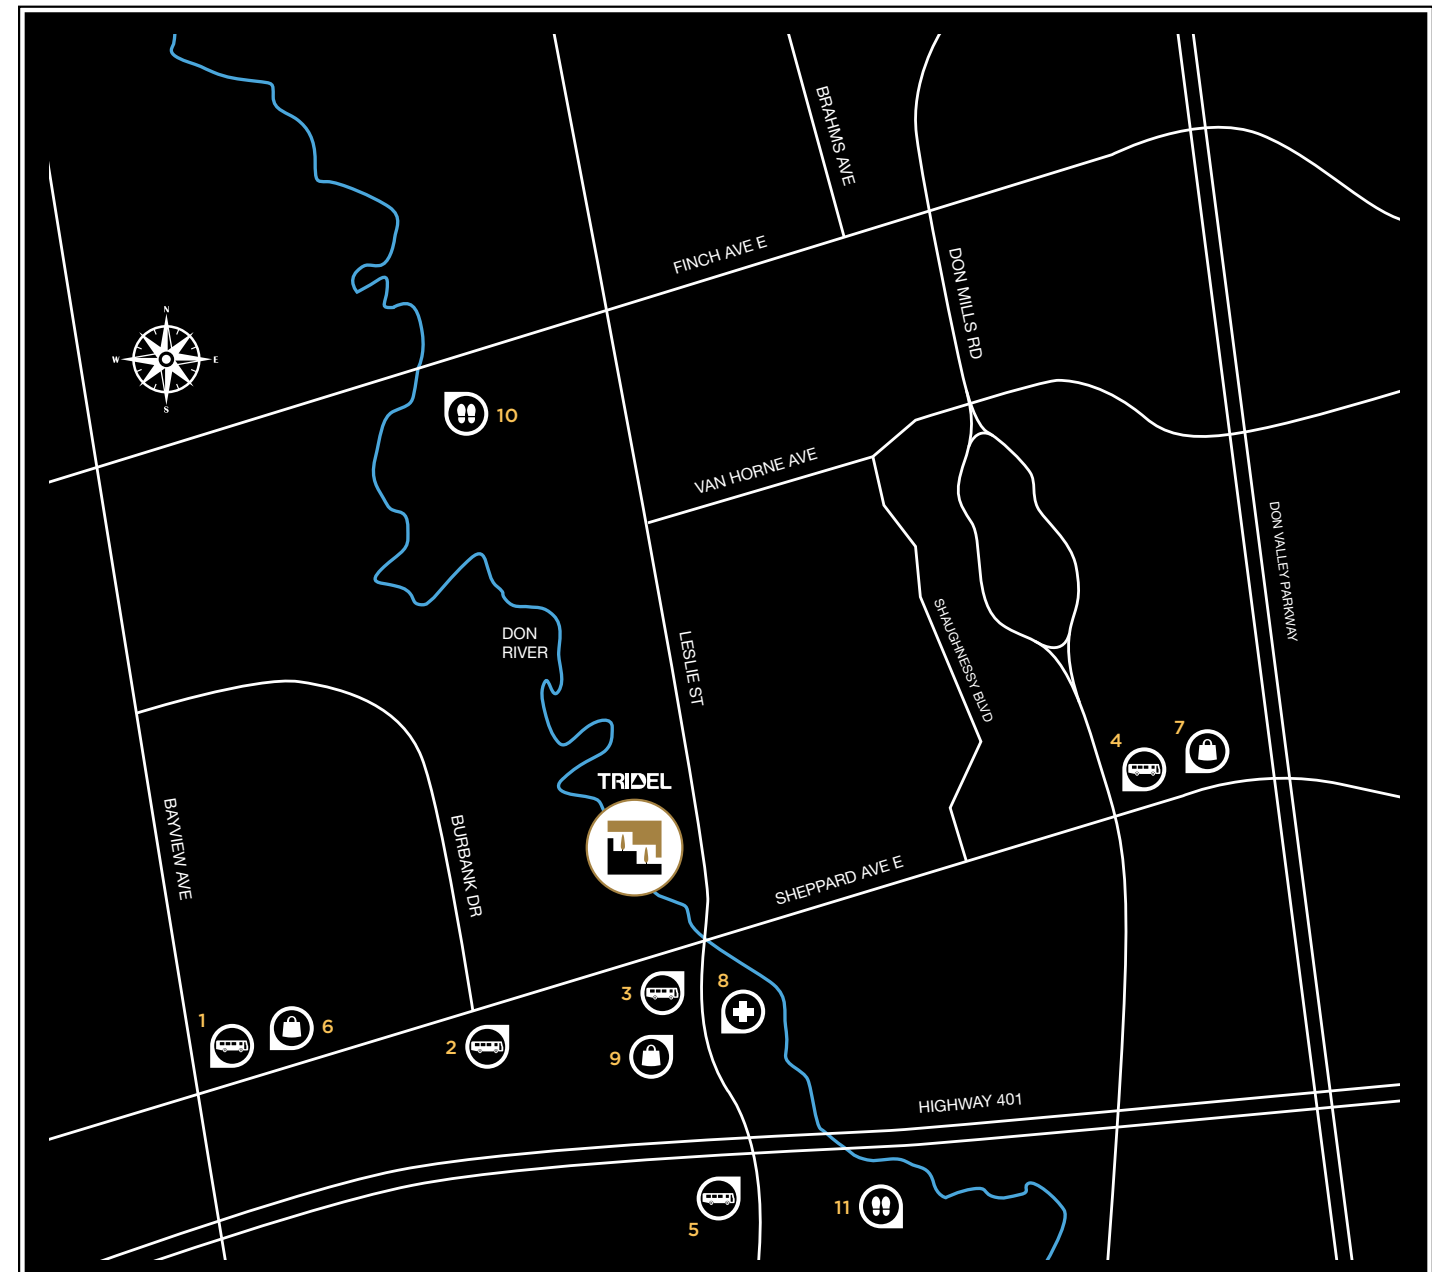 BRAHMS AVE
FINCH AVE E
DON MILLS RD
N
W
E
S
10
VAN HORNE AVE
DON VALLEY PARKWAY
SHAUGHNESSY BLVD
DON
RIVER
LESLIE ST
7
4
TRIDEL
BAYVIEW AVE
BURBANK DR
SHEPPARD AVE E
8
3
1
6
2
9
HIGHWAY 401
11
5